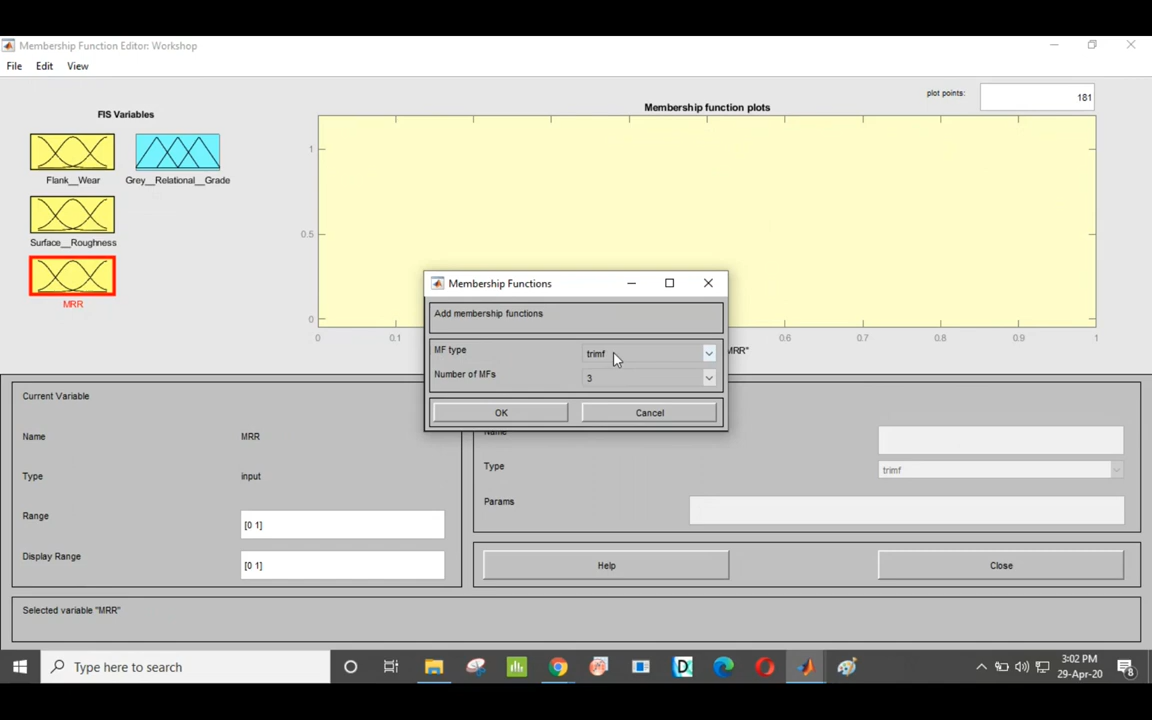 Membership Function Editor: Workshop
File Edit View
FIS Variables
Flank__Wear
Grey__Relational__Grade
Surface__Roughness
MRR
Membership function plots
plot points:
181
1
0.5
0
0
0.1
0.6
0.7
0.8
0.9
1
MRR"
Membership Functions
Add membership functions
MF type
trimf
Number of MFs
3
OK
Cancel
Current Variable
Name
MRR
Type
input
Range
[0 1]
Display Range
[0 1]
Name
Type
trimf
Params
Help
Close
Selected variable "MRR"
Type here to search
D
3:02 PM
29-Apr-20
8